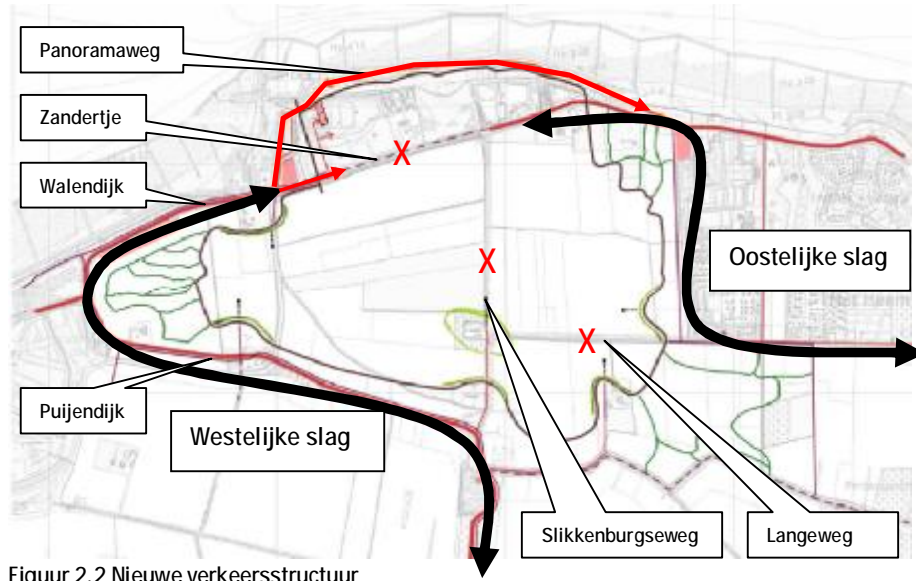 Panoramaweg
Zandertje
Walendijk
X
X
X
Oostelijke slag
Puijendijk
Westelijke slag
Slikkenburgseweg
Langeweg
Figuur 2.2 Nieuwe verkeersstructuur